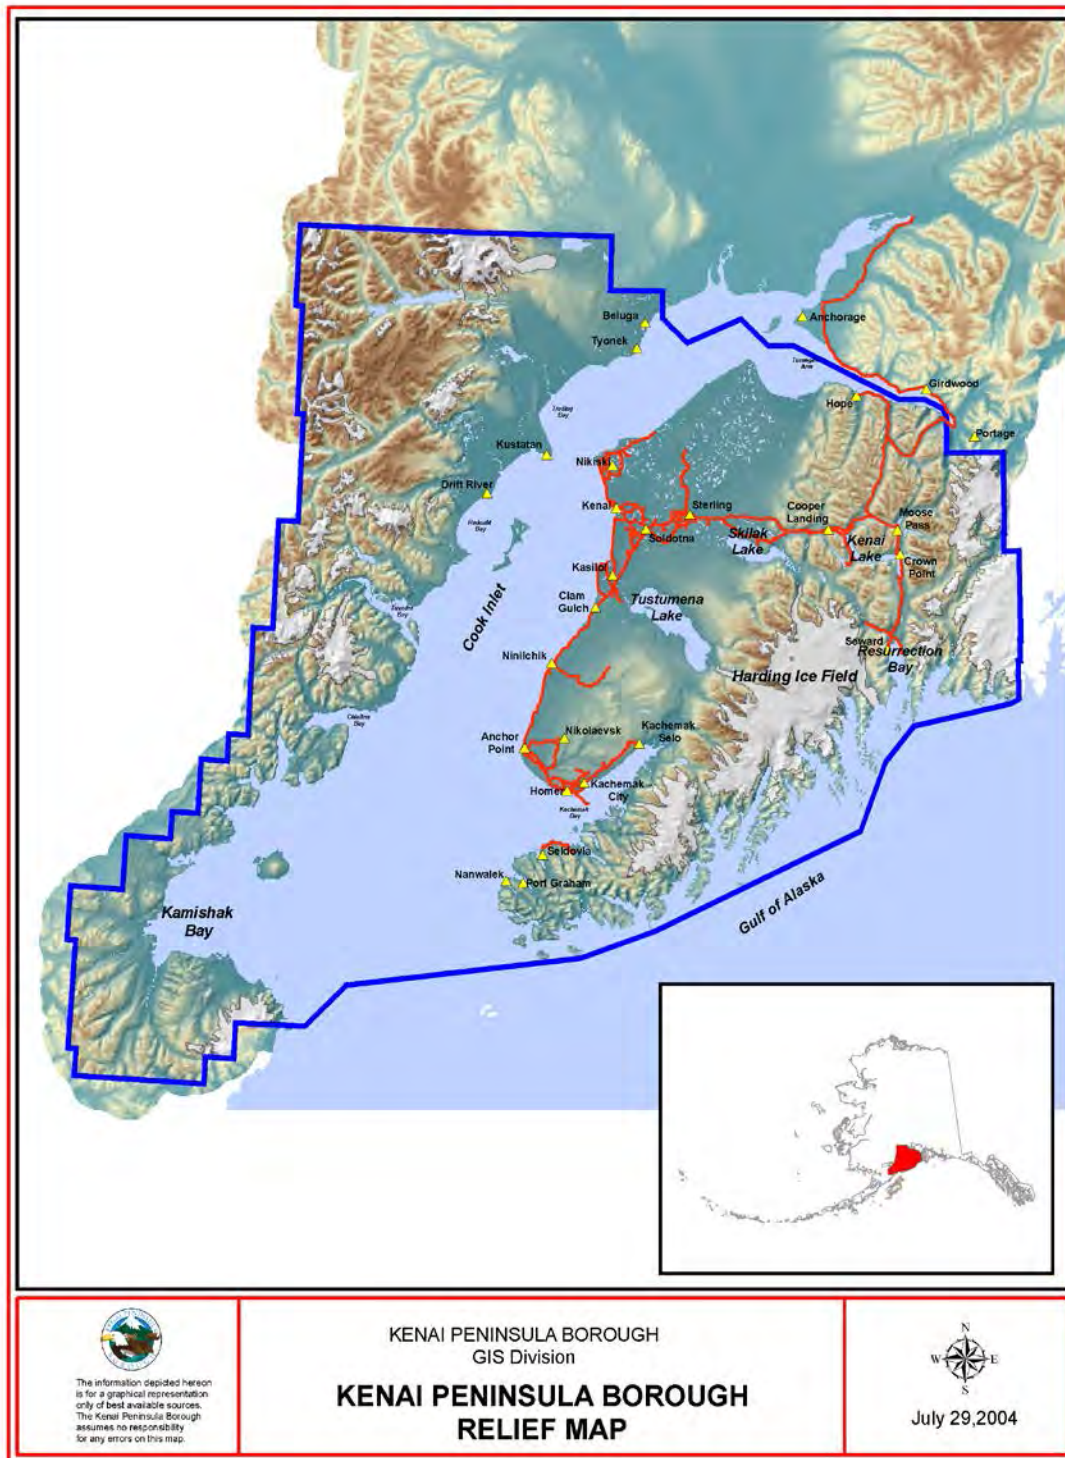 Beluga
Tyonek
Anchorage
Girdwood
Hope
Portage
Kustatan
Nikiski
Drift River
Kenai
Sterling
Cooper
Landing
Moose
Pass
Soldotna
Skilak
Lake
Kenai
Lake
Crown
Point
Kasilof
Clam
Gulch
Tustumena
Lake
Cook Inlet
Ninilchik
Seward
Resurrection
Bay
Harding Ice Field
Nikolaevsk
Kachemak
Selo
Anchor
Point
Homer
Kachemak
City
Kachemak
Bay
Seldovia
Nanwalek
Port Graham
Kamishak
Bay
Gulf of Alaska
The information depicted hereon
is for a graphical representation
only of best available sources.
The Kenai Peninsula Borough
assumes no responsibility
for any errors on this map.
KENAI PENINSULA BOROUGH
GIS Division
KENAI PENINSULA BOROUGH
RELIEF MAP
N
W
E
S
July 29,2004